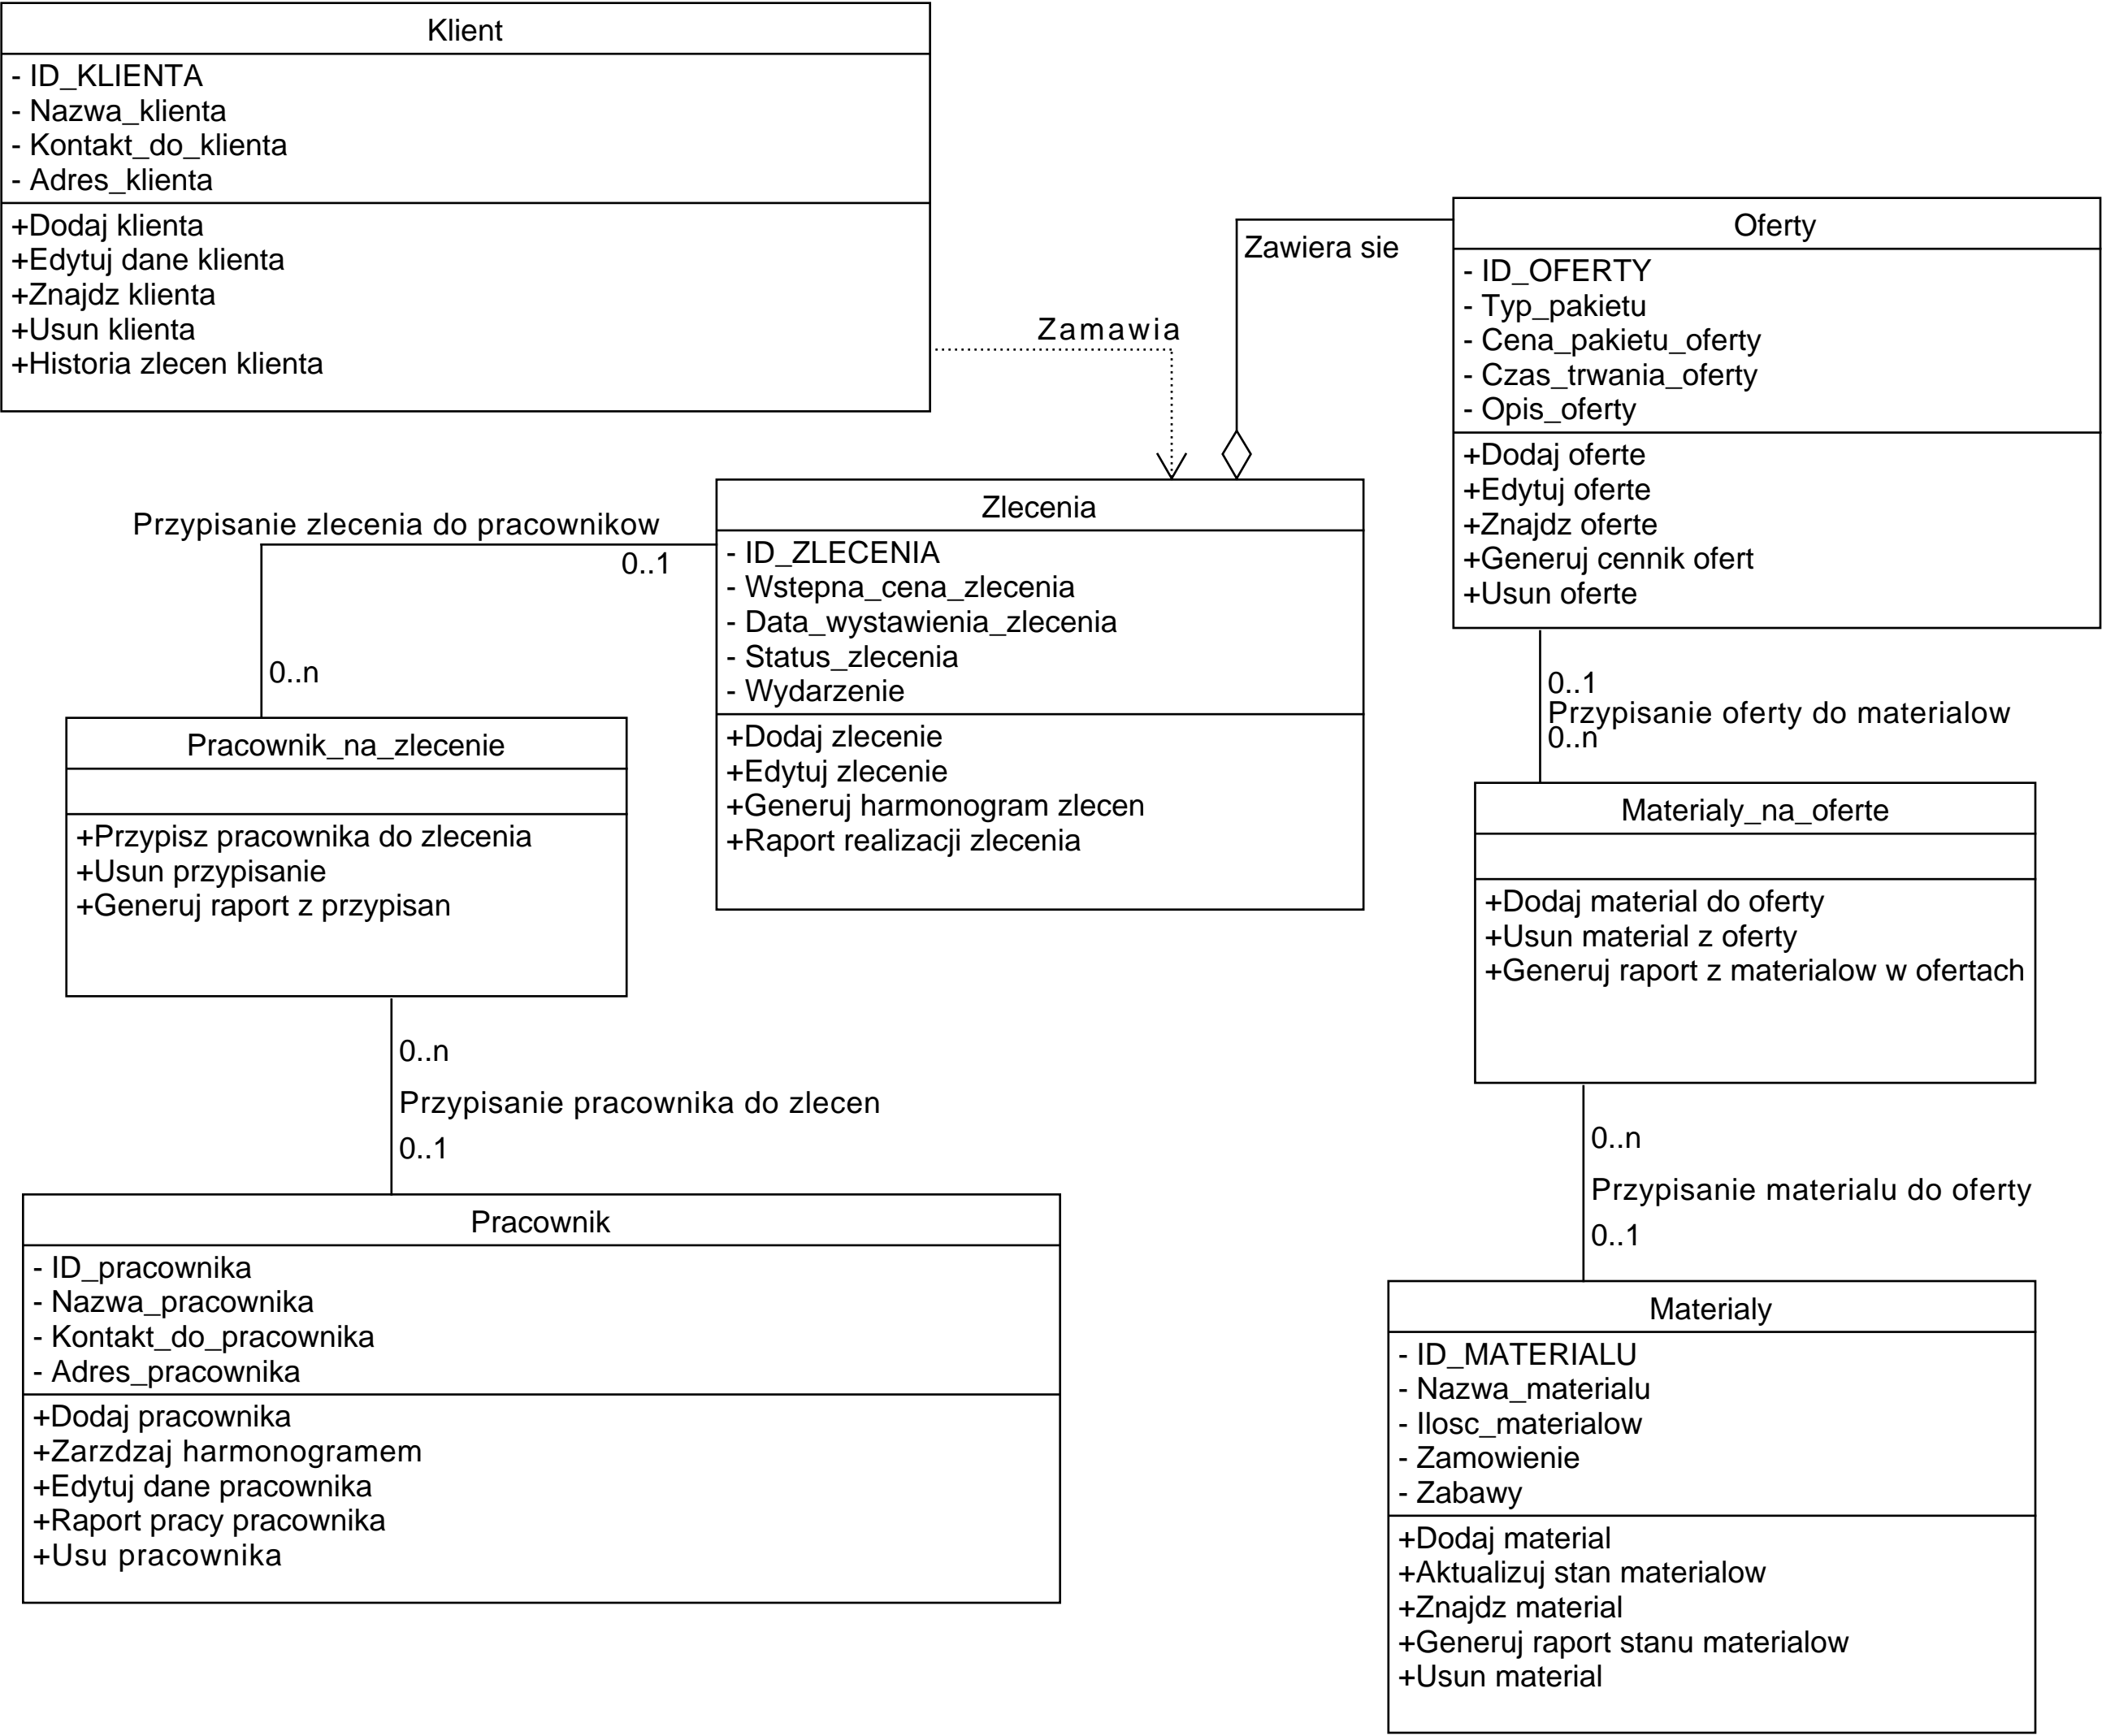 Klient
- ID_KLIENTA
- Nazwa_klienta
- Kontakt_do_klienta
- Adres_klienta
+Dodaj klienta
+Edytuj dane klienta
+Znajdz klienta
+Usun klienta
+Historia zlecen klienta
Zamawia
Zawiera sie
Oferty
- ID_OFERTY
- Typ_pakietu
- Cena_pakietu_oferty
- Czas_trwania_oferty
- Opis_oferty
+Dodaj oferte
+Edytuj oferte
+Znajdz oferte
+Generuj cennik ofert
+Usun oferte
Przypisanie zlecenia do pracownikow
0..1
0..n
Zlecenia
- ID_ZLECENIA
- Wstepna_cena_zlecenia
- Data_wystawienia_zlecenia
- Status_zlecenia
- Wydarzenie
+Dodaj zlecenie
+Edytuj zlecenie
+Generuj harmonogram zlecen
+Raport realizacji zlecenia
0..1
Przypisanie oferty do materialow
0..n
Pracownik_na_zlecenie
+Przypisz pracownika do zlecenia
+Usun przypisanie
+Generuj raport z przypisan
Materialy_na_oferte
+Dodaj material do oferty
+Usun material z oferty
+Generuj raport z materialow w ofertach
0..n
Przypisanie pracownika do zlecen
0..1
0..n
Przypisanie materialu do oferty
0..1
Pracownik
- ID_pracownika
- Nazwa_pracownika
- Kontakt_do_pracownika
- Adres_pracownika
+Dodaj pracownika
+Zarzdzaj harmonogramem
+Edytuj dane pracownika
+Raport pracy pracownika
+Usu pracownika
Materialy
- ID_MATERIALU
- Nazwa_materialu
- Ilosc_materialow
- Zamowienie
- Zabawy
+Dodaj material
+Aktualizuj stan materialow
+Znajdz material
+Generuj raport stanu materialow
+Usun material